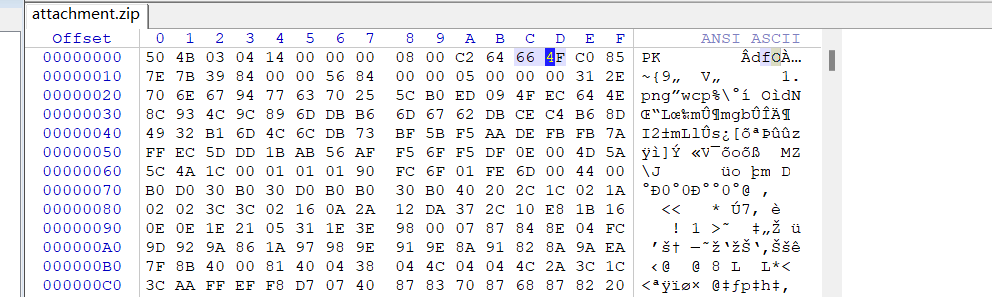 attachment.zip
Offset 0 1 2 3 4 5 6 7 8 9 A B C D E F ANSI ASCII
00000000 50 4B 03 04 14 00 00 00 08 00 C2 64 66 4F C0 85 PK ÂdfOÀ…
00000010 7E 7B 39 84 00 00 56 84 00 00 05 00 00 00 31 2E ~{9„ V„ 1.
00000020 70 6E 67 94 77 63 70 25 5C B0 ED 09 4F EC 64 4E png”wcp%\°í OìdN
00000030 8C 93 4C 9C 89 6D DB B6 6D 67 62 DB CE C4 B6 8D Œ“Lœ‰mÛ¶mgbÛÎÄ¶
00000040 49 32 B1 6D 4C 6C DB 73 BF 5B F5 AA DE FB FB 7A I2±mLlÛs¿[õªÞûûz
00000050 FF EC 5D DD 1B AB 56 AF F5 6F F5 DF 0E 00 4D 5A ÿì]Ý «V¯õoõß MZ
00000060 5C 4A 1C 00 01 01 01 90 FC 6F 01 FE 6D 00 44 00 \J üo þm D
00000070 B0 D0 30 B0 30 D0 B0 B0 30 B0 40 20 2C 1C 02 1A °Ð0°0Ð°°0°@ ,
00000080 02 02 3C 3C 02 16 0A 2A 12 DA 37 2C 10 E8 1B 16 << * Ú7, è
00000090 0E 0E 1E 21 05 31 1E 3E 98 00 07 87 84 8E 04 FC ! 1 >˜ ‡„Ž ü
000000A0 9D 92 9A 86 1A 97 98 9E 91 9E 8A 91 82 8A 9A EA ’š† —˜ž‘žŠ‘‚Ššê
000000B0 7F 8B 40 00 81 40 04 38 04 4C 04 04 4C 2A 3C 1C ‹@ @ 8 L L*<
000000C0 3C AA FF EF F8 D7 07 40 87 83 70 87 68 87 82 20 <ªÿïø× @‡ƒp‡h‡‚